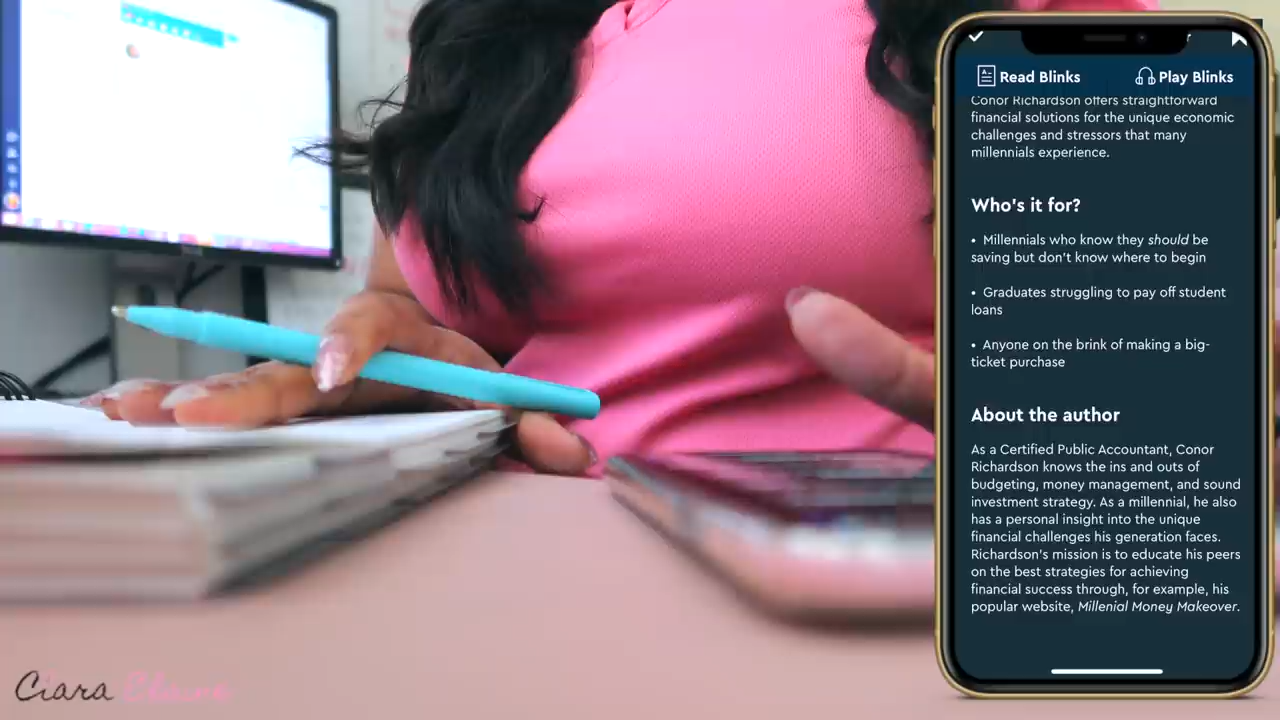 Read Blinks
Play Blinks
Conor Richardson offers straightforward
financial solutions for the unique economic
challenges and stressors that many
millennials experience.
Who's it for?
• Millennials who know they should be
saving but don't know where to begin
• Graduates struggling to pay off student
loans
• Anyone on the brink of making a big-
ticket purchase
About the author
As a Certified Public Accountant, Conor
Richardson knows the ins and outs of
budgeting, money management, and sound
investment strategy. As a millennial, he also
has a personal insight into the unique
financial challenges his generation faces.
Richardson's mission is to educate his peers
on the best strategies for achieving
financial success through, for example, his
popular website, Millenial Money Makeover.
Ciara